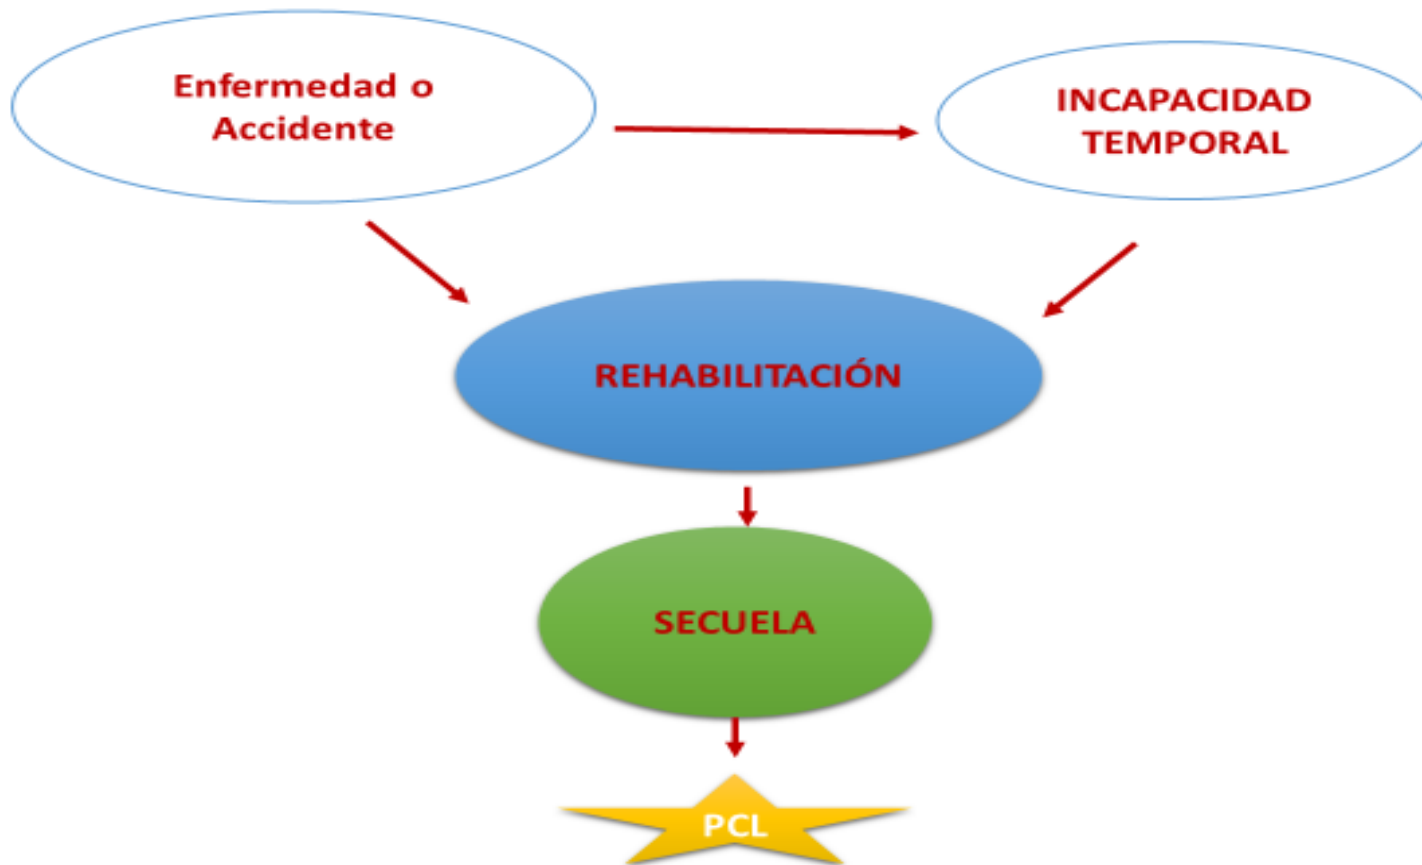 Enfermedad o
Accidente
INCAPACIDAD
TEMPORAL
REHABILITACIÓN
SECUELA
PCL